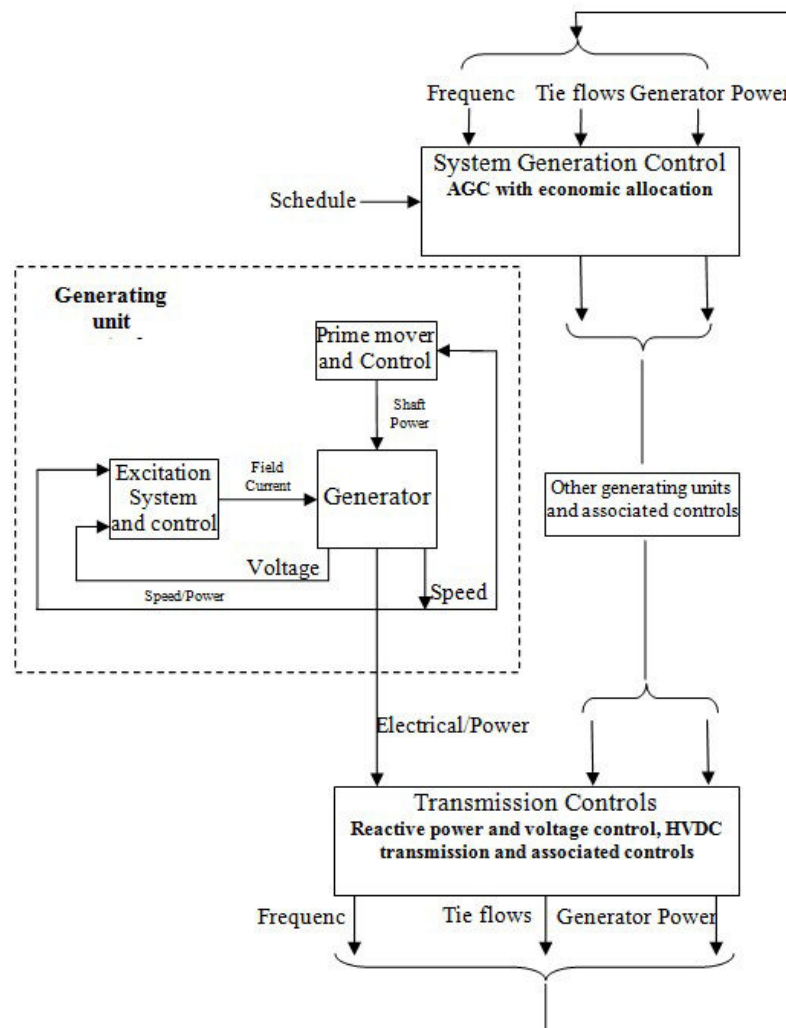 Frequenc Tie flows Generator Power
System Generation Control
AGC with economic allocation
Schedule
Generating
unit
Prime mover
and Control
Shaft
Power
Excitation
System
and control
Field
Current
Generator
Other generating units
and associated controls
Voltage
Speed
Speed/Power
Electrical/Power
Transmission Controls
Reactive power and voltage control, HVDC
transmission and associated controls
Frequenc Tie flows Generator Power